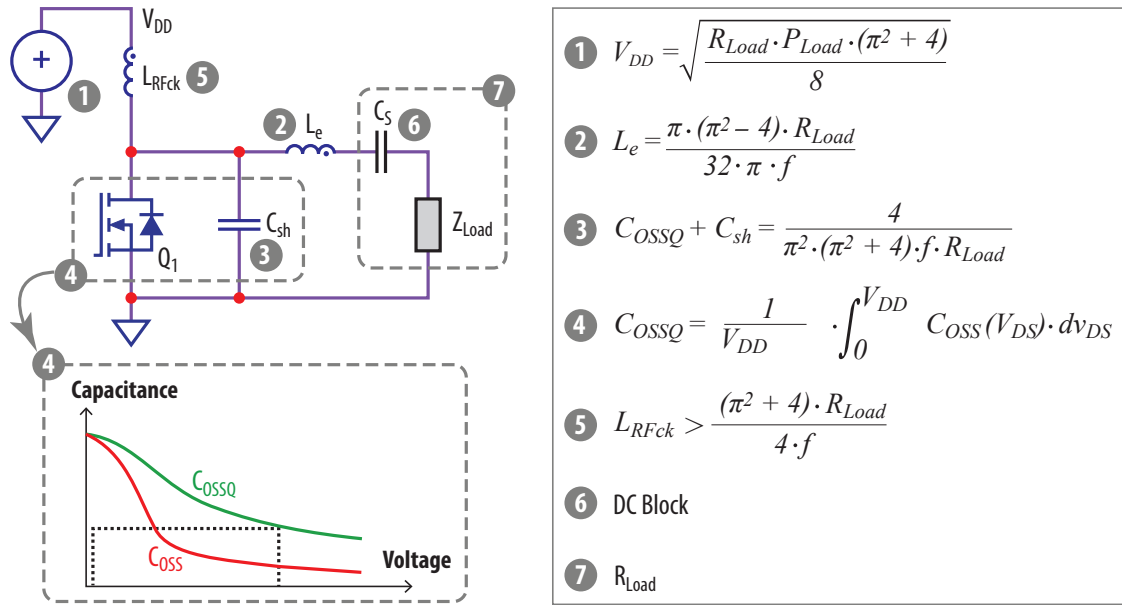 V_DD
+
1
L_RFck 5
7
2 L_e
C_S 6
Q_1
C_sh
3
Z_Load
4
4
Capacitance
C_OSSQ
C_OSS
Voltage
1 V_DD = √(R_Load · P_Load · (π² + 4) / 8)
2 L_e = π · (π² – 4) · R_Load / 32 · π · f
3 C_OSSQ + C_sh = 4 / π² · (π² + 4) · f · R_Load
4 C_OSSQ = 1 / V_DD · ∫_0^V_DD C_OSS (V_DS) · dv_DS
5 L_RFck > (π² + 4) · R_Load / 4 · f
6 DC Block
7 R_Load